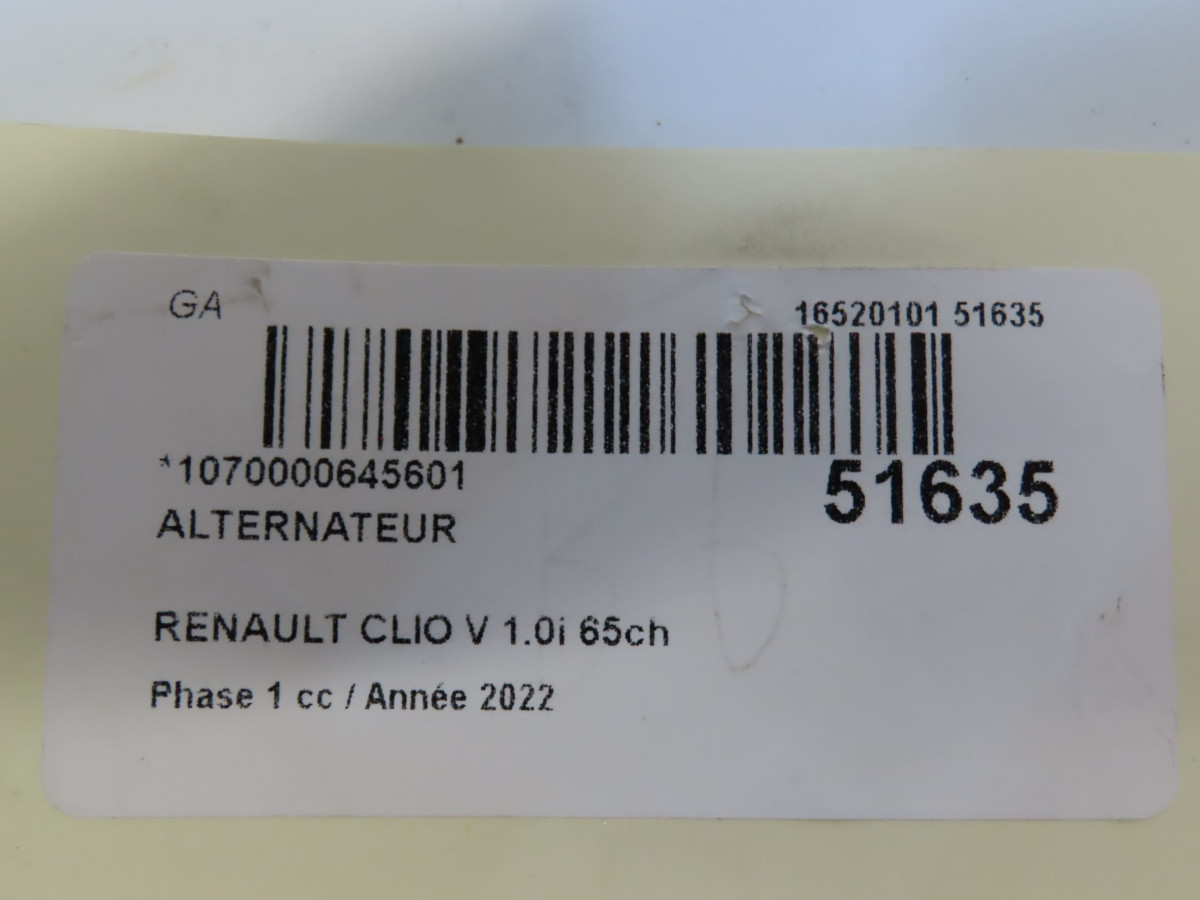 GA 16520101 51635
*1070000645601 51635
ALTERNATEUR
RENAULT CLIO V 1.0i 65ch
Phase 1 cc / Année 2022